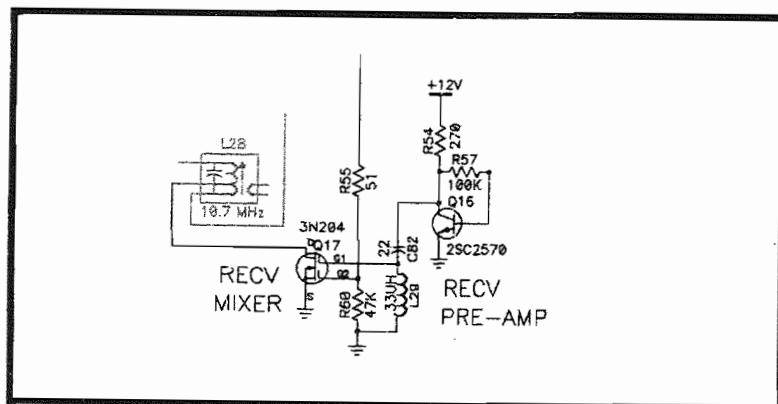 +12V
R54
270
L28
R57
100K
R55
51
10.7 MHz
3N204
D
Q17
Q16
2SC2570
22
C82
G1
G2
RECV
MIXER
S
R60
47K
33UH
L29
RECV
PRE-AMP